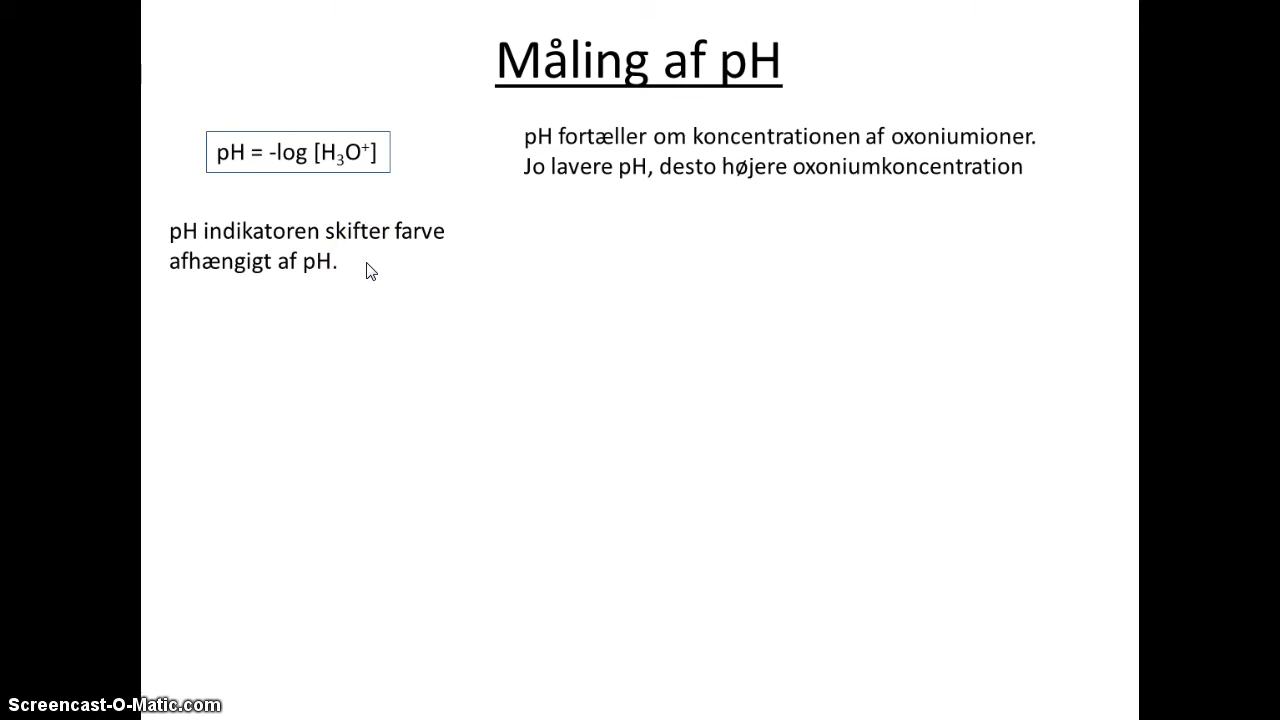 Måling af pH
pH = -log [H₃O⁺]
pH fortæller om koncentrationen af oxoniumioner.
Jo lavere pH, desto højere oxoniumkoncentration
pH indikatoren skifter farve
afhængigt af pH.
Screencast-O-Matic.com